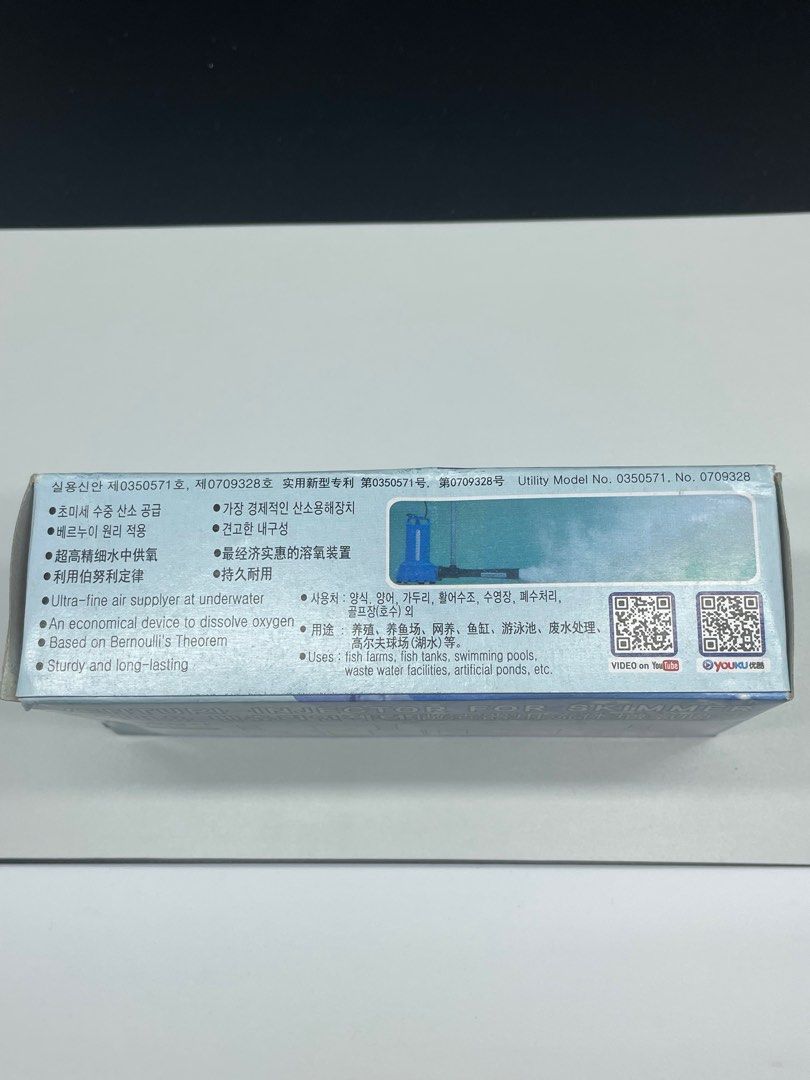 실용신안 제0350571호, 제0709328호 实用新型专利 第0350571号, 第0709328号 Utility Model No. 0350571, No. 0709328
●초미세 수중 산소 공급
●가장 경제적인 산소용해장치
●베르누이 원리 적용
●견고한 내구성
●超高精细水中供氧
●最经济实惠的溶氧装置
●利用伯努利定律
●持久耐用
●Ultra-fine air supplyer at underwater
●An economical device to dissolve oxygen
●Based on Bernoulli's Theorem
●Sturdy and long-lasting
●사용처 : 양식, 양어, 가두리, 활어수조, 수영장, 폐수처리,
골프장(호수) 외
●用途 : 养殖、养鱼场、网养、鱼缸、游泳池、废水处理、
高尔夫球场(湖水)等。
●Uses : fish farms, fish tanks, swimming pools,
waste water facilities, artificial ponds, etc.
VIDEO on YouTube
YOUKU 优酷
FOR SKIMMER